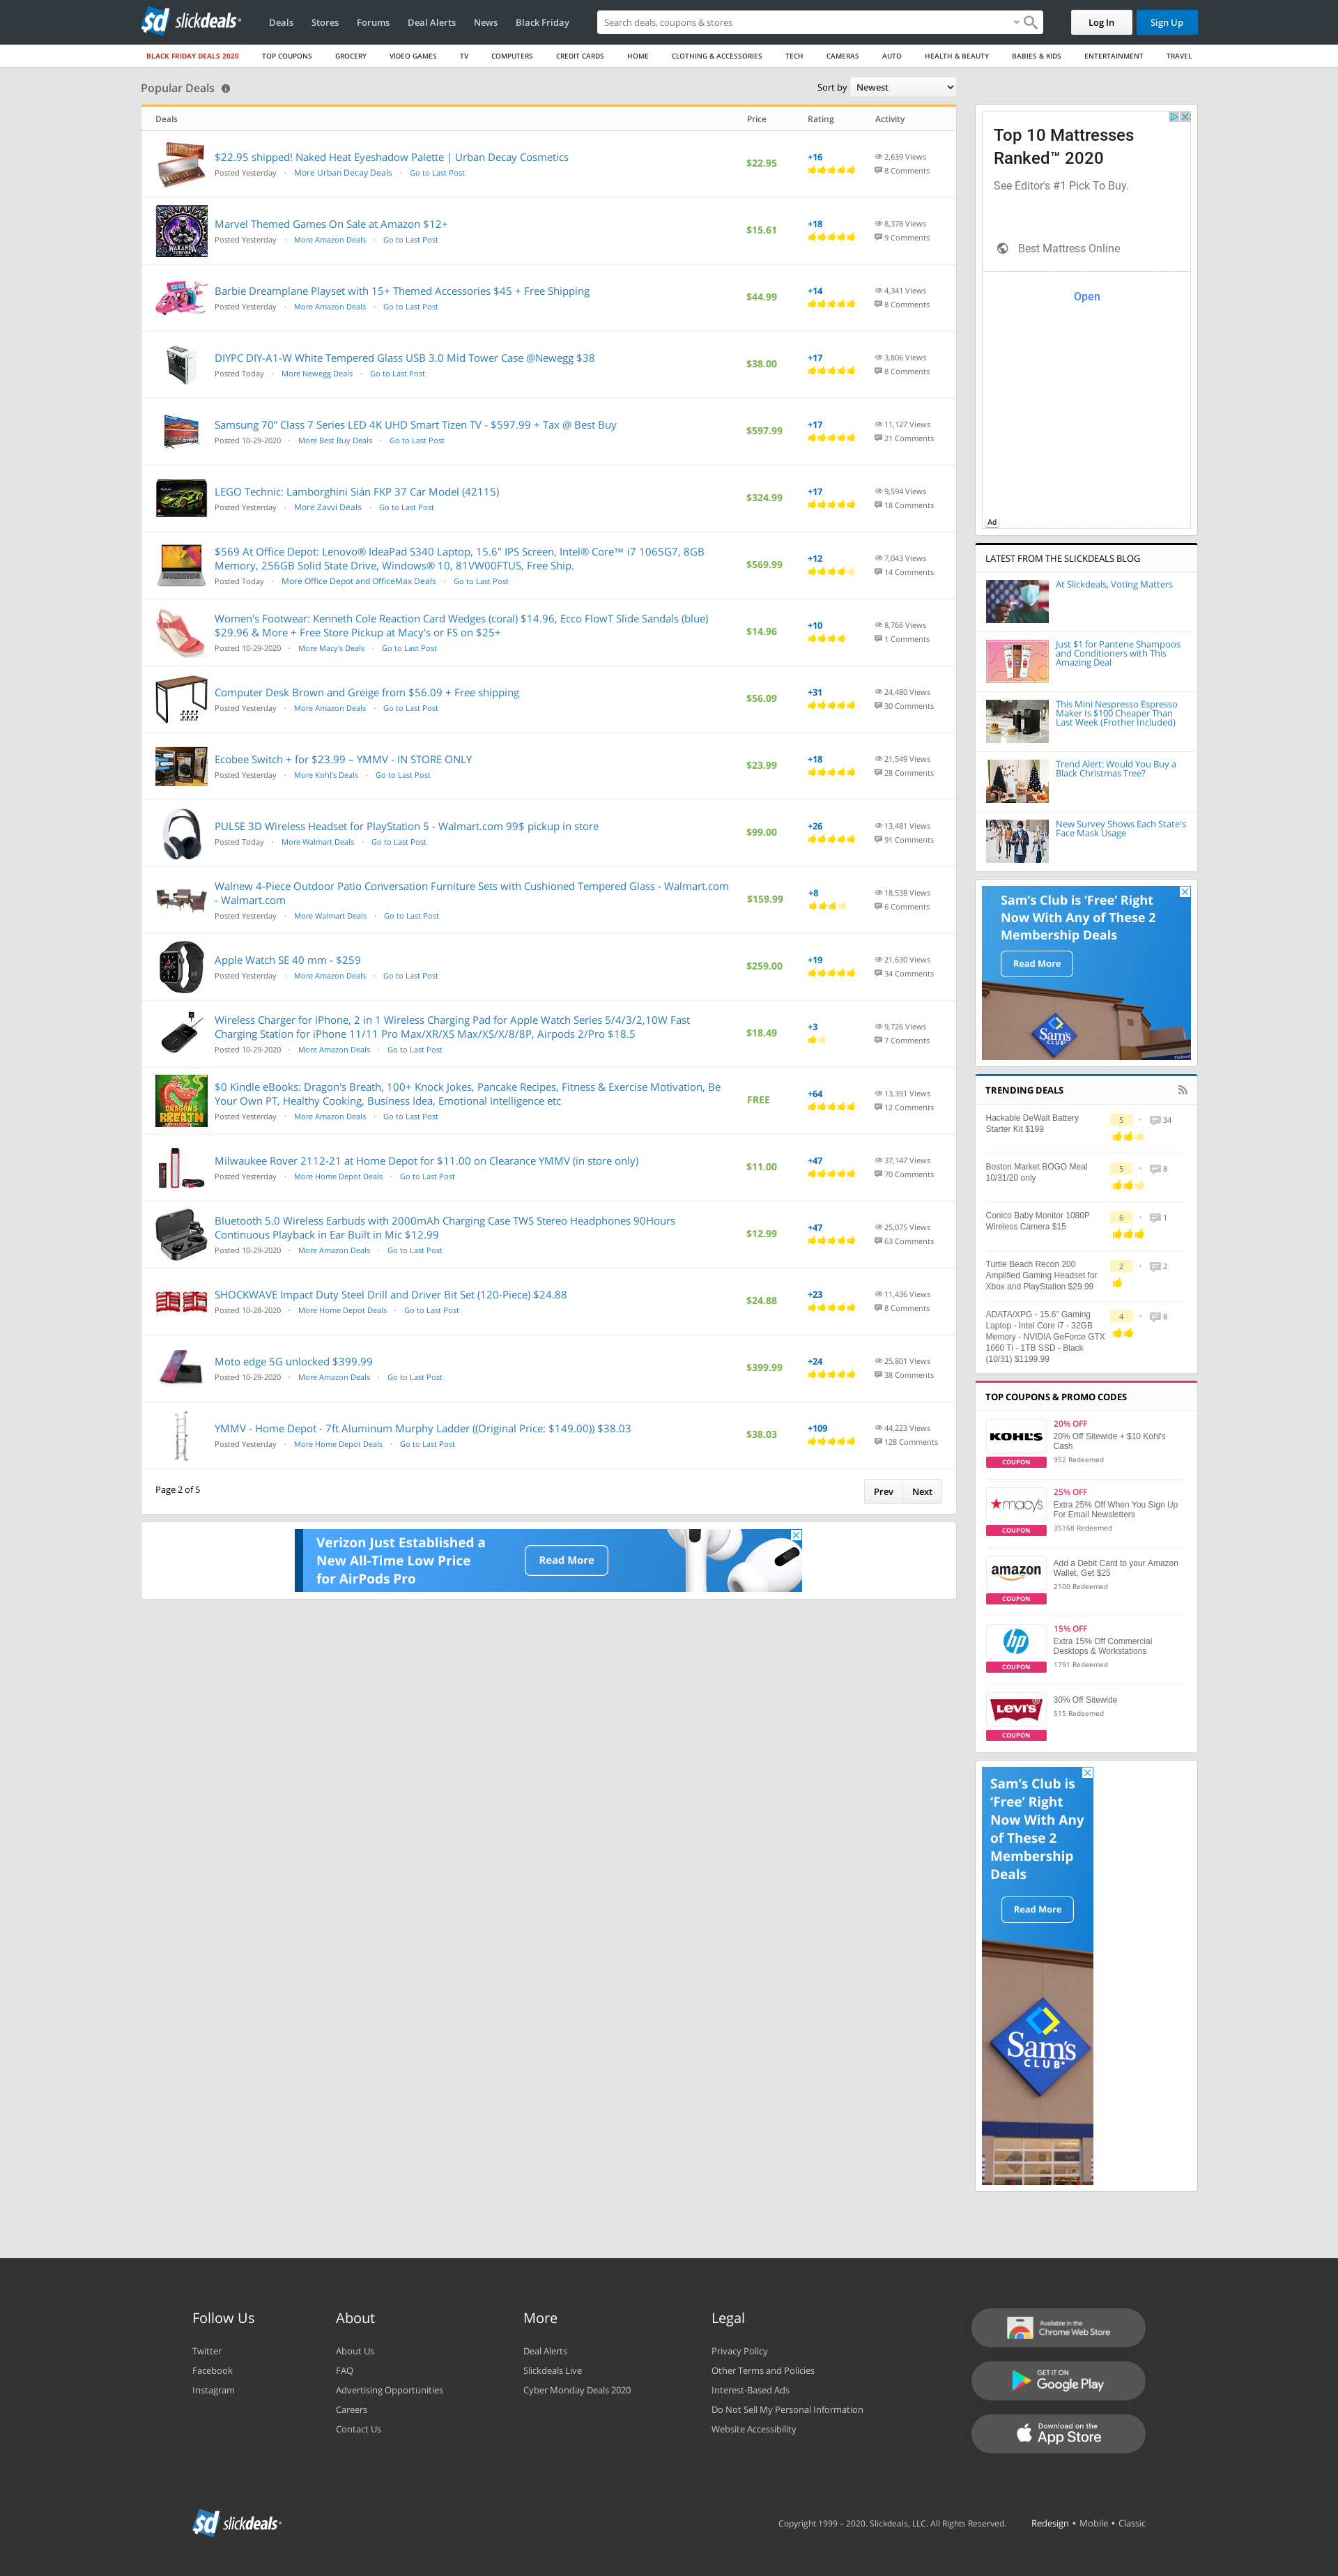 slickdeals
Deals Stores Forums Deal Alerts News Black Friday
Search deals, coupons & stores
Log In
Sign Up
BLACK FRIDAY DEALS 2020 TOP COUPONS GROCERY VIDEO GAMES TV COMPUTERS CREDIT CARDS HOME CLOTHING & ACCESSORIES TECH CAMERAS AUTO HEALTH & BEAUTY BABIES & KIDS ENTERTAINMENT TRAVEL
Popular Deals
Sort by Newest
Deals Price Rating Activity
$22.95 shipped! Naked Heat Eyeshadow Palette | Urban Decay Cosmetics
Posted Yesterday · More Urban Decay Deals · Go to Last Post
$22.95
+16
2,639 Views
8 Comments
Marvel Themed Games On Sale at Amazon $12+
Posted Yesterday · More Amazon Deals · Go to Last Post
$15.61
+18
8,378 Views
9 Comments
Barbie Dreamplane Playset with 15+ Themed Accessories $45 + Free Shipping
Posted Yesterday · More Amazon Deals · Go to Last Post
$44.99
+14
4,341 Views
8 Comments
DIYPC DIY-A1-W White Tempered Glass USB 3.0 Mid Tower Case @Newegg $38
Posted Today · More Newegg Deals · Go to Last Post
$38.00
+17
3,806 Views
8 Comments
Samsung 70” Class 7 Series LED 4K UHD Smart Tizen TV - $597.99 + Tax @ Best Buy
Posted 10-29-2020 · More Best Buy Deals · Go to Last Post
$597.99
+17
11,127 Views
21 Comments
LEGO Technic: Lamborghini Sián FKP 37 Car Model (42115)
Posted Yesterday · More Zavvi Deals · Go to Last Post
$324.99
+17
9,594 Views
18 Comments
$569 At Office Depot: Lenovo® IdeaPad S340 Laptop, 15.6" IPS Screen, Intel® Core™ i7 1065G7, 8GB
Memory, 256GB Solid State Drive, Windows® 10, 81VW00FTUS, Free Ship.
Posted Today · More Office Depot and OfficeMax Deals · Go to Last Post
$569.99
+12
7,043 Views
14 Comments
Women's Footwear: Kenneth Cole Reaction Card Wedges (coral) $14.96, Ecco FlowT Slide Sandals (blue)
$29.96 & More + Free Store Pickup at Macy's or FS on $25+
Posted 10-29-2020 · More Macy's Deals · Go to Last Post
$14.96
+10
8,766 Views
1 Comments
Computer Desk Brown and Greige from $56.09 + Free shipping
Posted Yesterday · More Amazon Deals · Go to Last Post
$56.09
+31
24,480 Views
30 Comments
Ecobee Switch + for $23.99 – YMMV - IN STORE ONLY
Posted Yesterday · More Kohl's Deals · Go to Last Post
$23.99
+18
21,549 Views
28 Comments
PULSE 3D Wireless Headset for PlayStation 5 - Walmart.com 99$ pickup in store
Posted Today · More Walmart Deals · Go to Last Post
$99.00
+26
13,481 Views
91 Comments
Walnew 4-Piece Outdoor Patio Conversation Furniture Sets with Cushioned Tempered Glass - Walmart.com
- Walmart.com
Posted Yesterday · More Walmart Deals · Go to Last Post
$159.99
+8
18,538 Views
6 Comments
Apple Watch SE 40 mm - $259
Posted Yesterday · More Amazon Deals · Go to Last Post
$259.00
+19
21,630 Views
34 Comments
Wireless Charger for iPhone, 2 in 1 Wireless Charging Pad for Apple Watch Series 5/4/3/2,10W Fast
Charging Station for iPhone 11/11 Pro Max/XR/XS Max/XS/X/8/8P, Airpods 2/Pro $18.5
Posted 10-29-2020 · More Amazon Deals · Go to Last Post
$18.49
+3
9,726 Views
7 Comments
$0 Kindle eBooks: Dragon's Breath, 100+ Knock Jokes, Pancake Recipes, Fitness & Exercise Motivation, Be
Your Own PT, Healthy Cooking, Business Idea, Emotional Intelligence etc
Posted Yesterday · More Amazon Deals · Go to Last Post
FREE
+64
13,391 Views
12 Comments
Milwaukee Rover 2112-21 at Home Depot for $11.00 on Clearance YMMV (in store only)
Posted Yesterday · More Home Depot Deals · Go to Last Post
$11.00
+47
37,147 Views
70 Comments
Bluetooth 5.0 Wireless Earbuds with 2000mAh Charging Case TWS Stereo Headphones 90Hours
Continuous Playback in Ear Built in Mic $12.99
Posted 10-29-2020 · More Amazon Deals · Go to Last Post
$12.99
+47
25,075 Views
63 Comments
SHOCKWAVE Impact Duty Steel Drill and Driver Bit Set (120-Piece) $24.88
Posted 10-28-2020 · More Home Depot Deals · Go to Last Post
$24.88
+23
11,436 Views
8 Comments
Moto edge 5G unlocked $399.99
Posted 10-29-2020 · More Amazon Deals · Go to Last Post
$399.99
+24
25,801 Views
38 Comments
YMMV - Home Depot - 7ft Aluminum Murphy Ladder ((Original Price: $149.00)) $38.03
Posted Yesterday · More Home Depot Deals · Go to Last Post
$38.03
+109
44,223 Views
128 Comments
Page 2 of 5
Prev Next
Verizon Just Established a
New All-Time Low Price
for AirPods Pro
Read More
Top 10 Mattresses
Ranked™ 2020
See Editor's #1 Pick To Buy.
Best Mattress Online
Open
Ad
LATEST FROM THE SLICKDEALS BLOG
At Slickdeals, Voting Matters
Just $1 for Pantene Shampoos
and Conditioners with This
Amazing Deal
This Mini Nespresso Espresso
Maker Is $100 Cheaper Than
Last Week (Frother Included)
Trend Alert: Would You Buy a
Black Christmas Tree?
New Survey Shows Each State's
Face Mask Usage
Sam’s Club is ‘Free’ Right
Now With Any of These 2
Membership Deals
Read More
Sam's
CLUB
TRENDING DEALS
Hackable DeWalt Battery
Starter Kit $199
5 · 34
Boston Market BOGO Meal
10/31/20 only
5 · 8
Conico Baby Monitor 1080P
Wireless Camera $15
6 · 1
Turtle Beach Recon 200
Amplified Gaming Headset for
Xbox and PlayStation $29.99
2 · 2
ADATA/XPG - 15.6" Gaming
Laptop - Intel Core i7 - 32GB
Memory - NVIDIA GeForce GTX
1660 Ti - 1TB SSD - Black
(10/31) $1199.99
4 · 8
TOP COUPONS & PROMO CODES
KOHL'S
COUPON
20% OFF
20% Off Sitewide + $10 Kohl's
Cash
952 Redeemed
macy's
COUPON
25% OFF
Extra 25% Off When You Sign Up
For Email Newsletters
35168 Redeemed
amazon
COUPON
Add a Debit Card to your Amazon
Wallet, Get $25
2100 Redeemed
hp
COUPON
15% OFF
Extra 15% Off Commercial
Desktops & Workstations
1791 Redeemed
LEVI'S
COUPON
30% Off Sitewide
515 Redeemed
Sam’s Club is
‘Free’ Right
Now With Any
of These 2
Membership
Deals
Read More
Sam's
CLUB
Follow Us
Twitter
Facebook
Instagram
About
About Us
FAQ
Advertising Opportunities
Careers
Contact Us
More
Deal Alerts
Slickdeals Live
Cyber Monday Deals 2020
Legal
Privacy Policy
Other Terms and Policies
Interest-Based Ads
Do Not Sell My Personal Information
Website Accessibility
Available in the
Chrome Web Store
GET IT ON
Google Play
Download on the
App Store
slickdeals
Copyright 1999 – 2020. Slickdeals, LLC. All Rights Reserved.
Redesign • Mobile • Classic